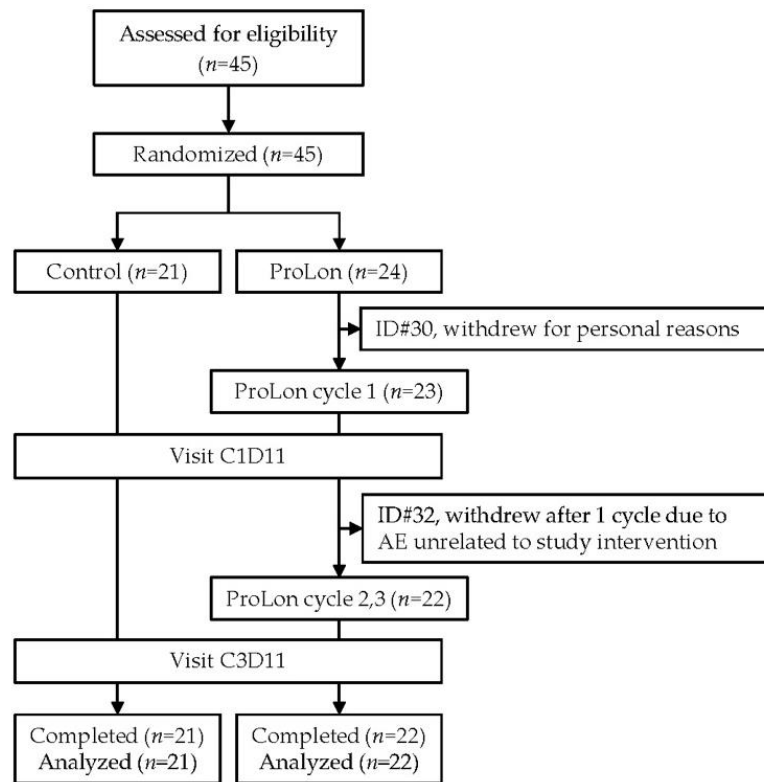 Assessed for eligibility
(n=45)
Randomized (n=45)
Control (n=21)
ProLon (n=24)
ID#30, withdrew for personal reasons
ProLon cycle 1 (n=23)
Visit C1D11
ID#32, withdrew after 1 cycle due to
AE unrelated to study intervention
ProLon cycle 2,3 (n=22)
Visit C3D11
Completed (n=21)
Analyzed (n=21)
Completed (n=22)
Analyzed (n=22)